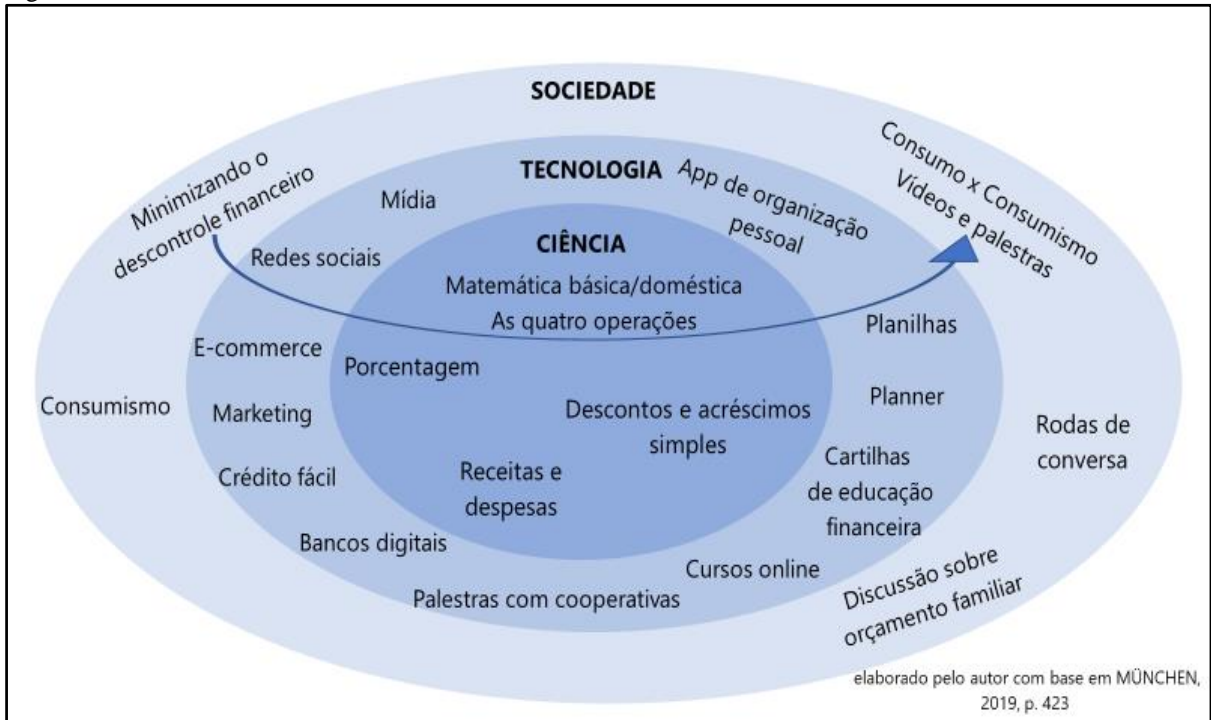 SOCIEDADE
Minimizando o
descontrole financeiro
Consumo x Consumismo
Vídeos e palestras
TECNOLOGIA
Mídia
App de organização
pessoal
Redes sociais
CIÊNCIA
Matemática básica/doméstica
As quatro operações
Planilhas
E-commerce
Porcentagem
Planner
Consumismo
Marketing
Descontos e acréscimos
simples
Rodas de
conversa
Crédito fácil
Receitas e
despesas
Cartilhas
de educação
financeira
Bancos digitais
Cursos online
Palestras com cooperativas
Discussão sobre
orçamento familiar
elaborado pelo autor com base em MÜNCHEN,
2019, p. 423